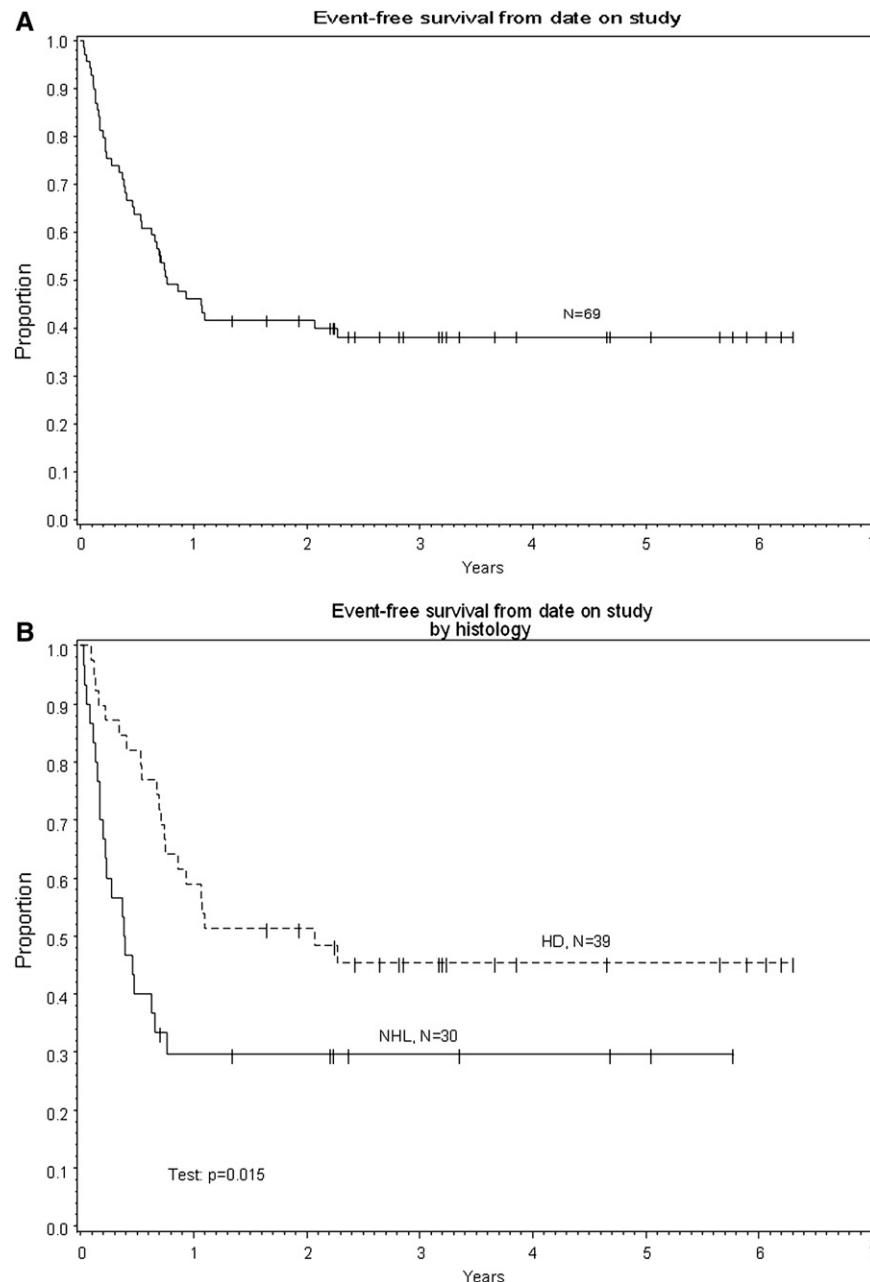 A
Event-free survival from date on study
1.0
0.9
0.8
0.7
0.6
0.5
0.4
0.3
0.2
0.1
0.0
Proportion
N=69
0 1 2 3 4 5 6 7
Years
B
Event-free survival from date on study
by histology
1.0
0.9
0.8
0.7
0.6
0.5
0.4
0.3
0.2
0.1
0.0
Proportion
HD, N=39
NHL, N=30
Test: p=0.015
0 1 2 3 4 5 6
Years